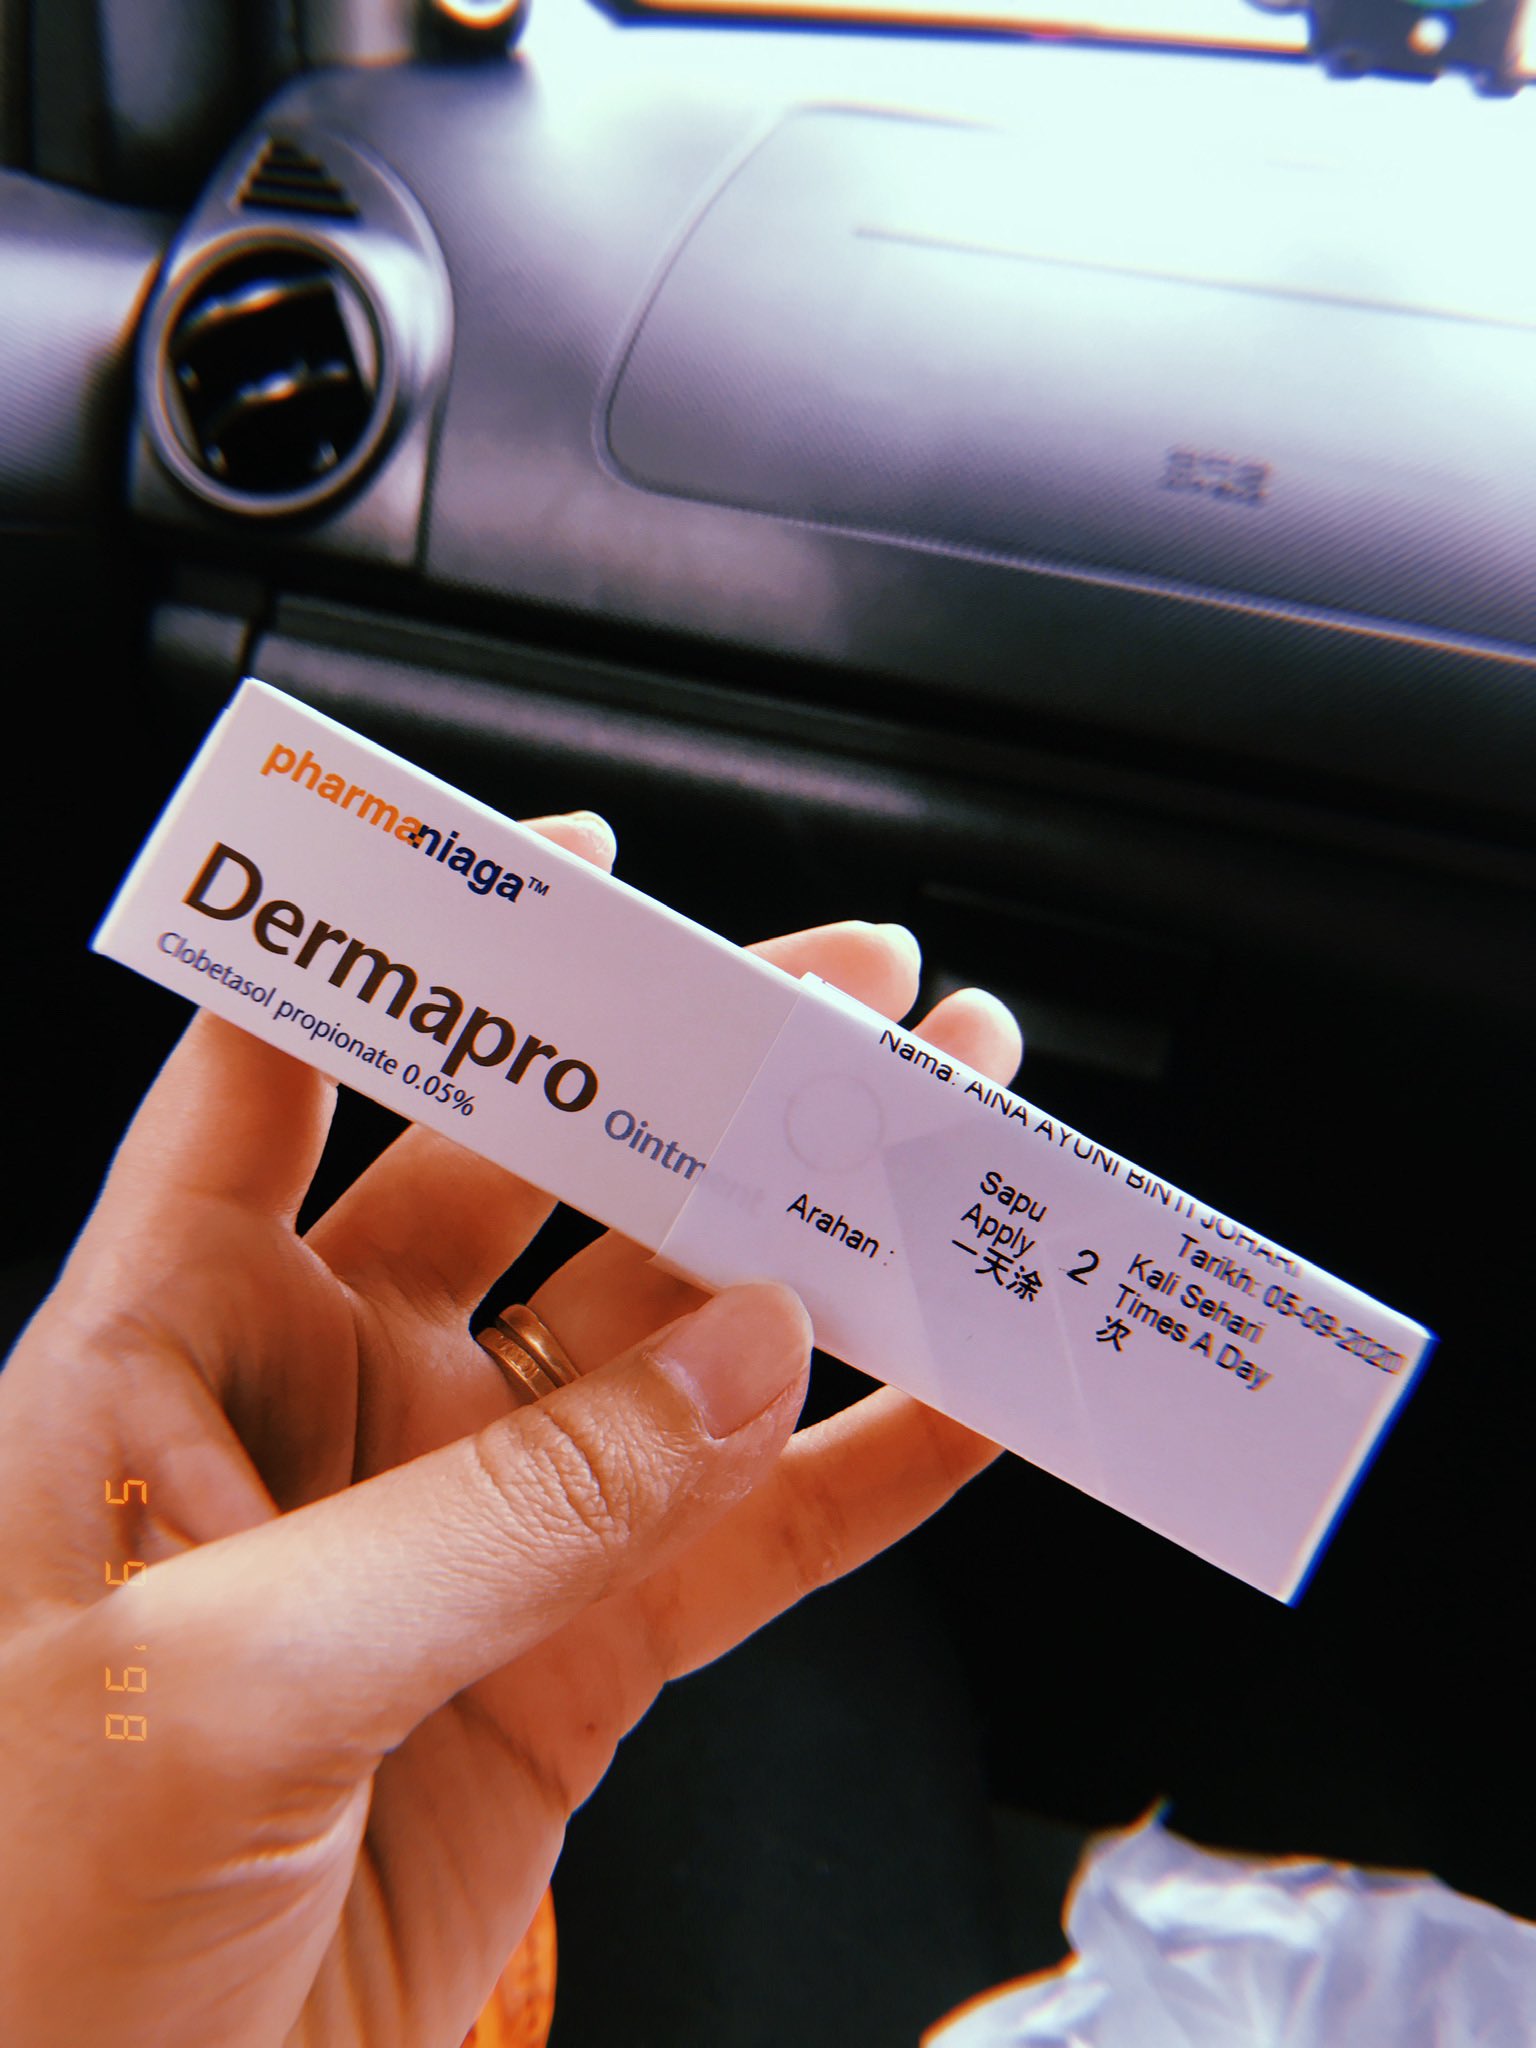 pharmaniaga™
Dermapro Ointment
Clobetasol propionate 0.05%
Nama: AINA AYUNI BINTI JOHARI
Tarikh: 05-09-2020
Arahan :
Sapu 2 Kali Sehari
Apply Times A Day
一天涂 次
5 9 '98